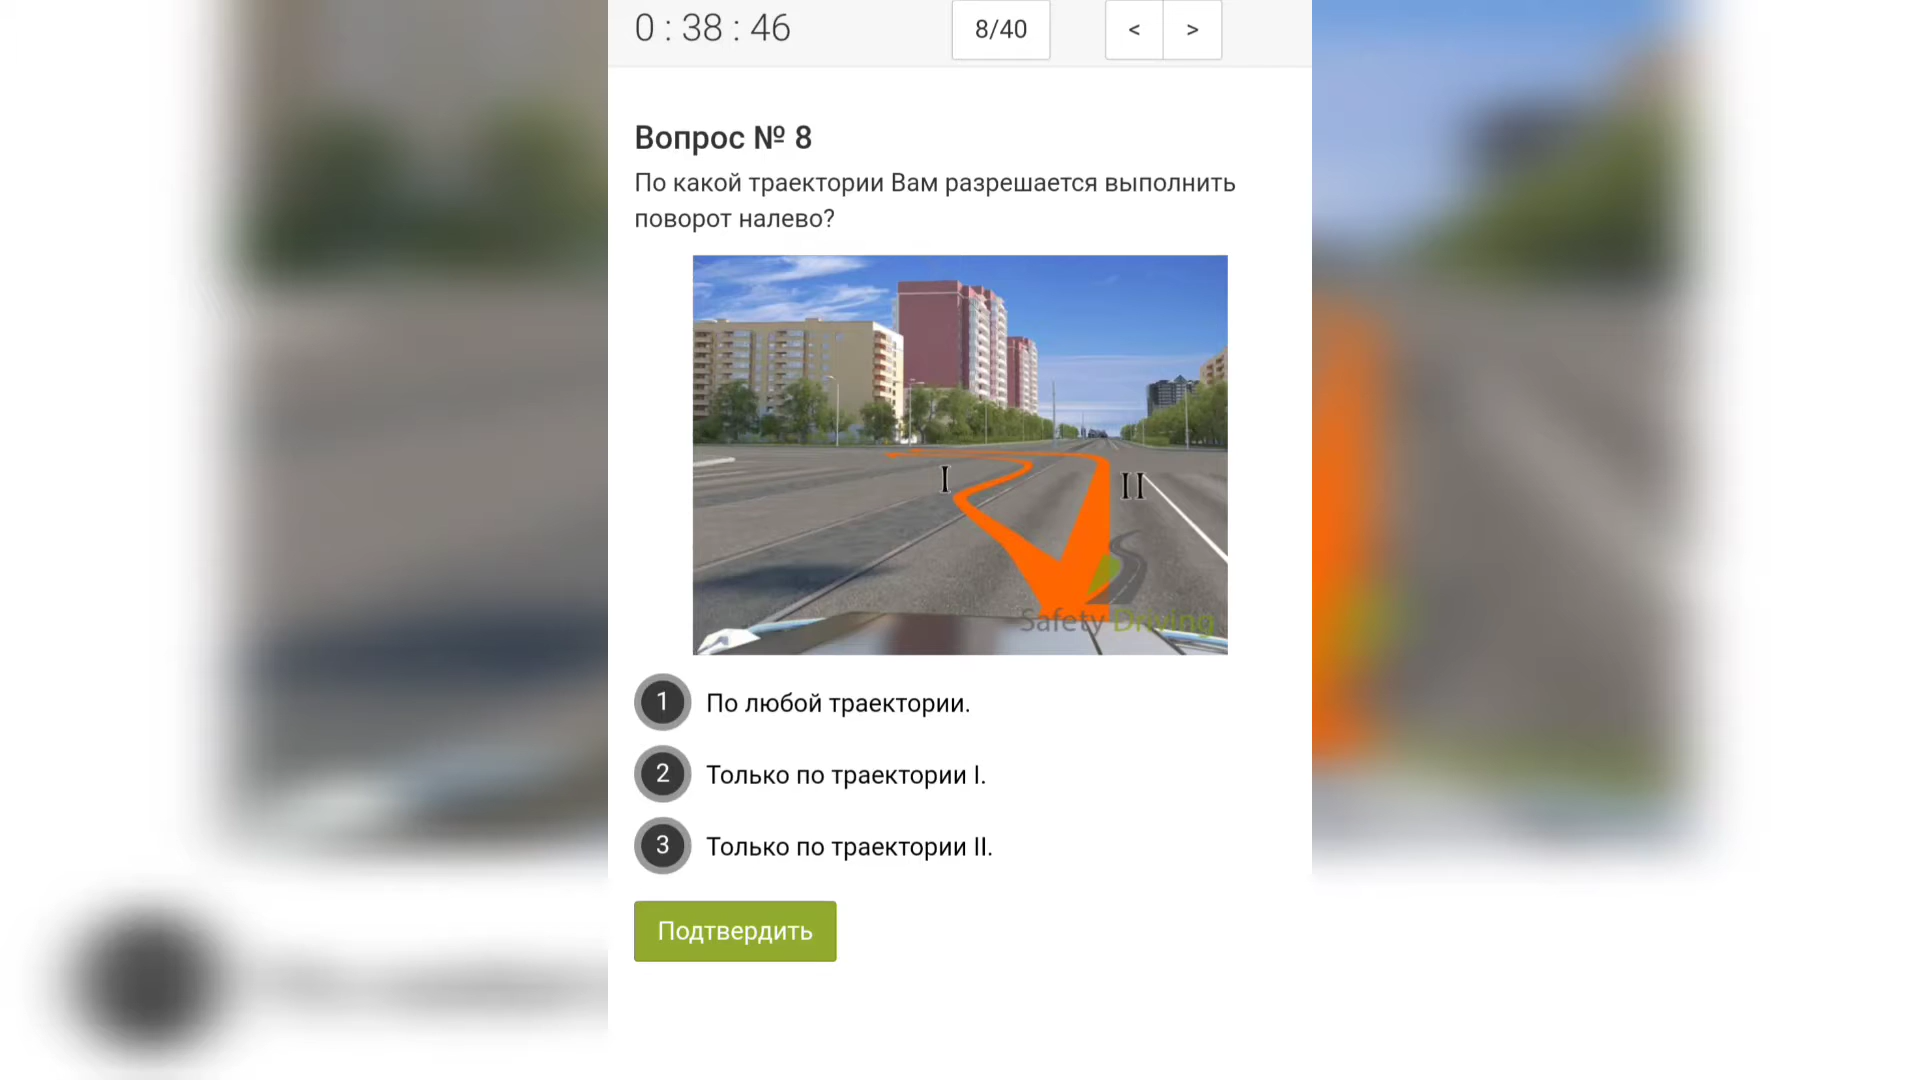 0 : 38 : 46
8/40
<
>
Вопрос № 8
По какой траектории Вам разрешается выполнить
поворот налево?
I
II
Safety Driving
1 По любой траектории.
2 Только по траектории I.
3 Только по траектории II.
Подтвердить